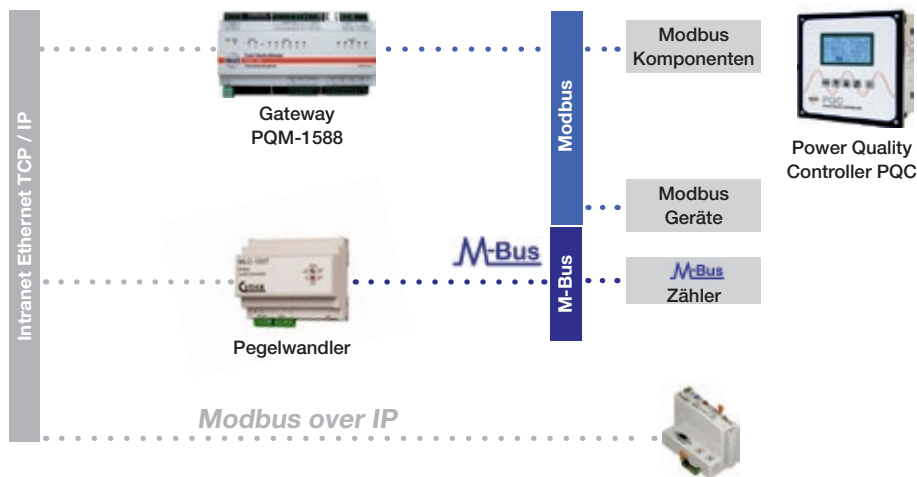 Intranet Ethernet TCP / IP
Gateway
PQM-1588
Modbus
Modbus
Komponenten
PQC
Power Quality
Controller PQC
Modbus
Geräte
M-Bus
M-Bus
M-Bus
Zähler
Pegelwandler
Modbus over IP